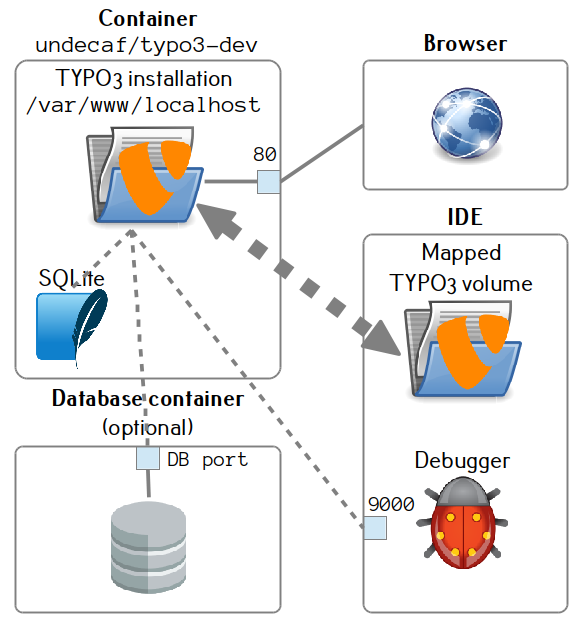 Container
undecaf/typo3-dev
TYPO3 installation
/var/www/localhost
80
SQLite
Database container
(optional)
DB port
Browser
IDE
Mapped
TYPO3 volume
Debugger
9000